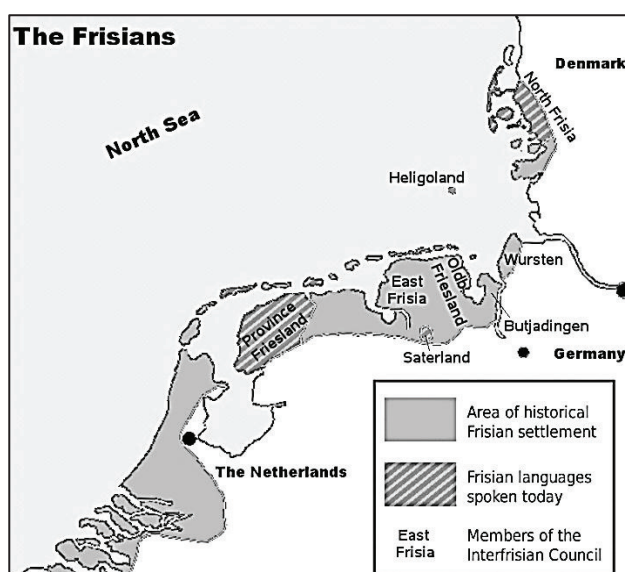 The Frisians
Denmark
North Sea
North Frisia
Heligoland
Wursten
East
Frisia
Oldb.
Friesland
Province
Friesland
Butjadingen
Saterland
Germany
The Netherlands
Area of historical
Frisian settlement
Frisian languages
spoken today
East
Frisia
Members of the
Interfrisian Council